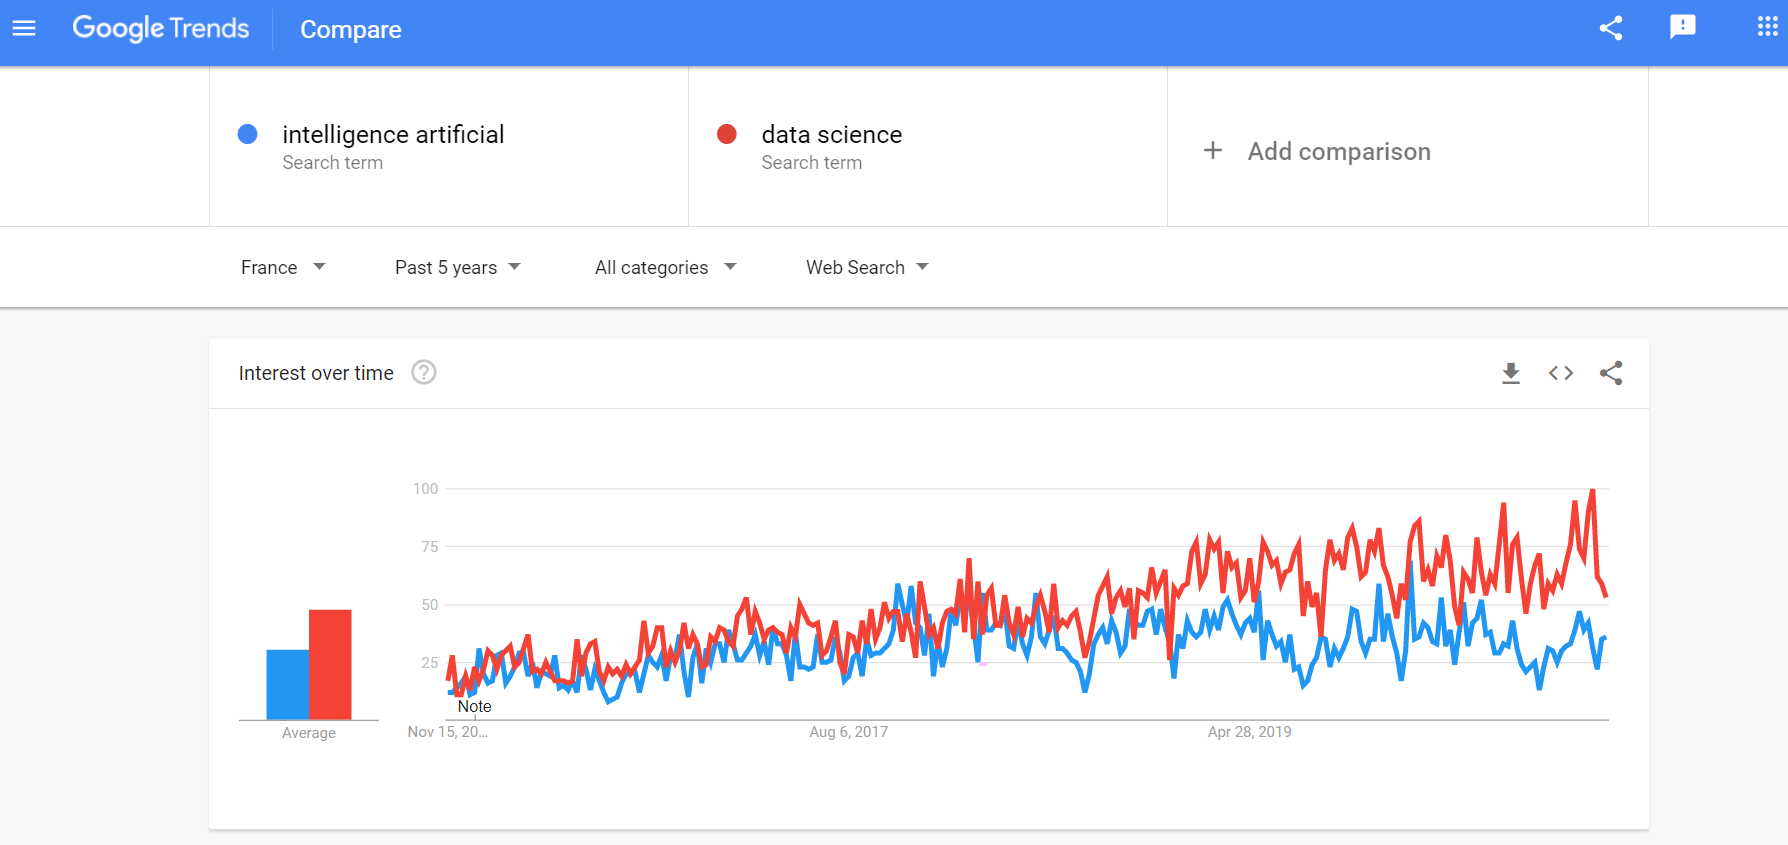 Google Trends Compare
intelligence artificial
Search term
data science
Search term
+ Add comparison
France
Past 5 years
All categories
Web Search
Interest over time ?
100
75
50
25
Note
Average
Nov 15, 20...
Aug 6, 2017
Apr 28, 2019